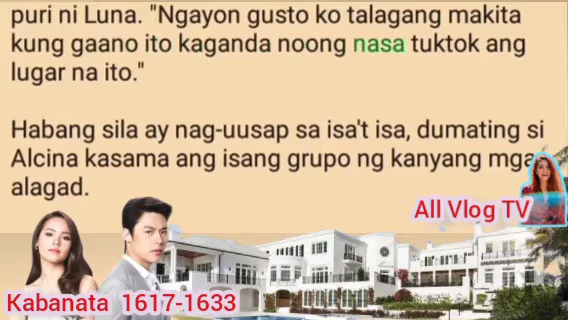 puri ni Luna. "Ngayon gusto ko talagang makita
kung gaano ito kaganda noong nasa tuktok ang
lugar na ito."
Habang sila ay nag-uusap sa isa't isa, dumating si
Alcina kasama ang isang grupo ng kanyang mga
alagad.
All Vlog TV
Kabanata 1617-1633